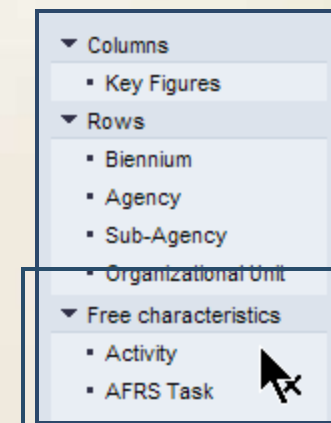 Columns
Key Figures
Rows
Biennium
Agency
Sub-Agency
Organizational Unit
Free characteristics
Activity
AFRS Task